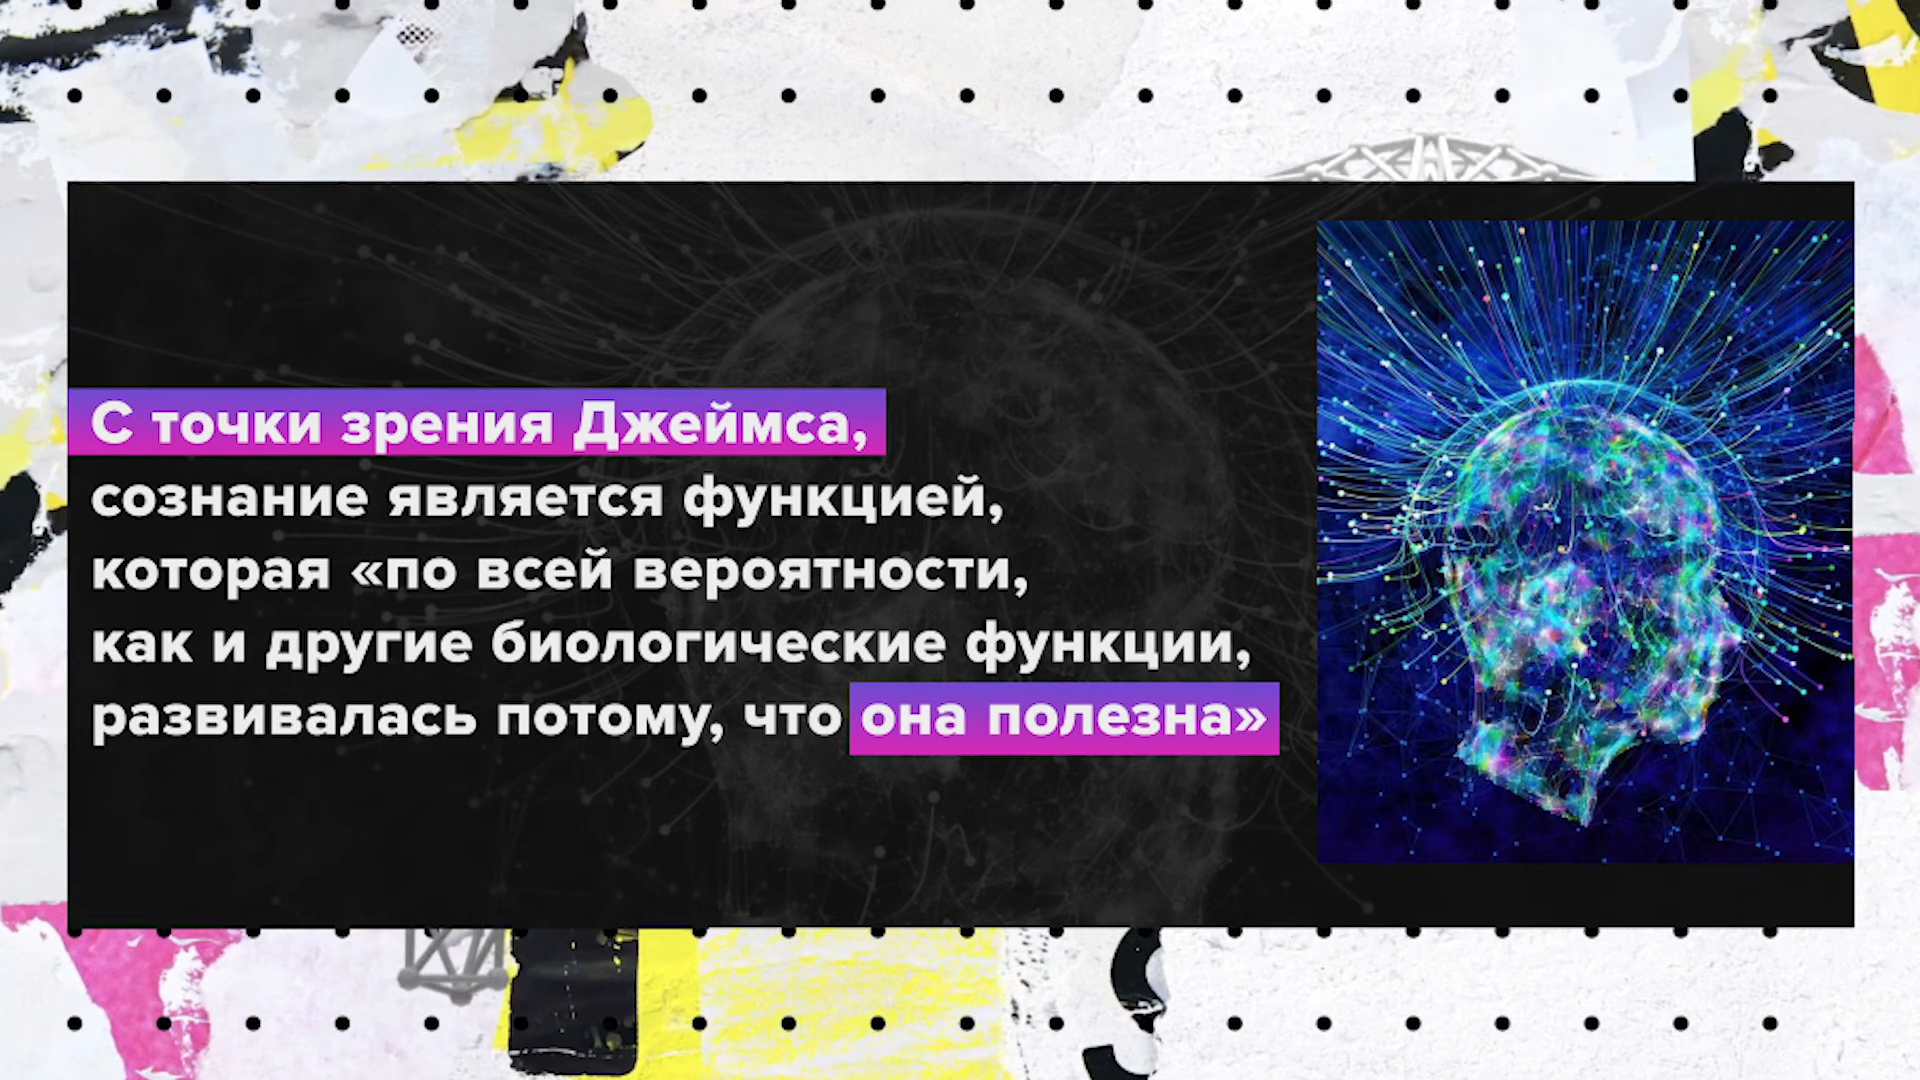 С точки зрения Джеймса,
сознание является функцией,
которая «по всей вероятности,
как и другие биологические функции,
развивалась потому, что она полезна»